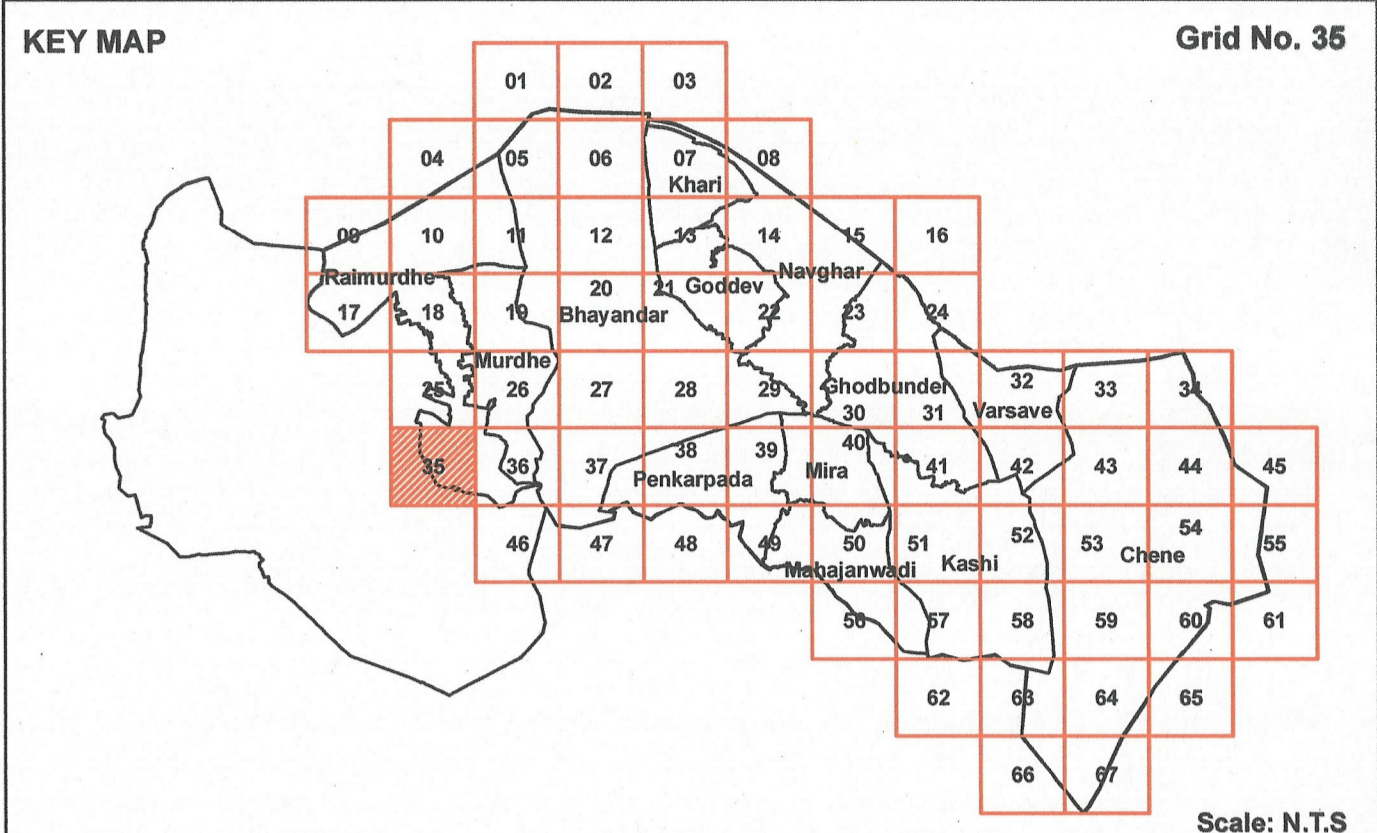 KEY MAP
Grid No. 35
01 02 03
04 05 06 07 08
Khari
09 10 11 12 13 14 15 16
Raimurdhe
Navghar
Goddev
17 18 19 20 21 22 23 24
Bhayandar
Murdhe
25 26 27 28 29 30 31 32 33 34
Ghodbunder
Varsave
35 36 37 38 39 40 41 42 43 44 45
Penkarpada
Mira
46 47 48 49 50 51 52 53 54 55
Mahajanwadi
Kashi
Chene
56 57 58 59 60 61
62 63 64 65
66 67
Scale: N.T.S